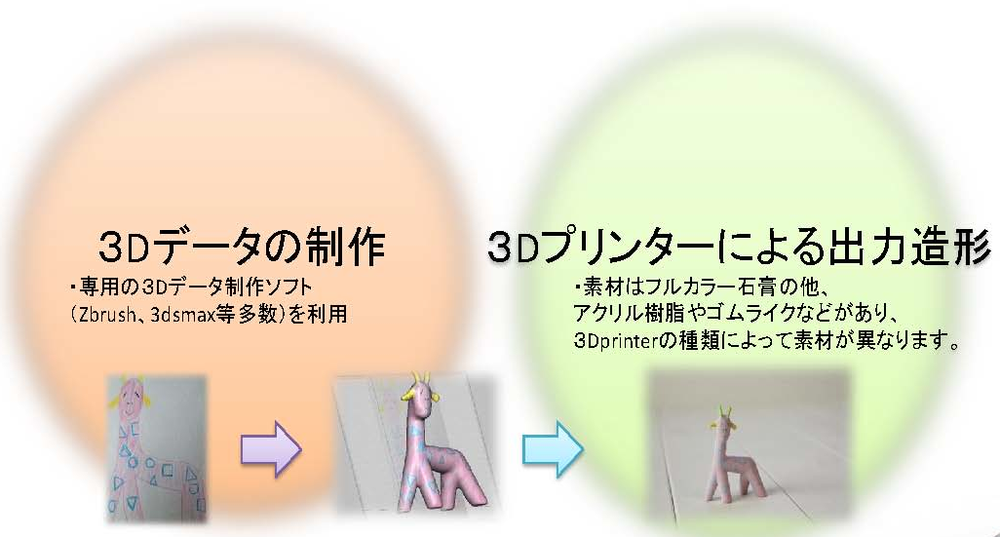 3Dデータの制作
・専用の3Dデータ制作ソフト
(Zbrush、3dsmax等多数)を利用
3Dプリンターによる出力造形
・素材はフルカラー石膏の他、
アクリル樹脂やゴムライクなどがあり、
3Dprinterの種類によって素材が異なります。